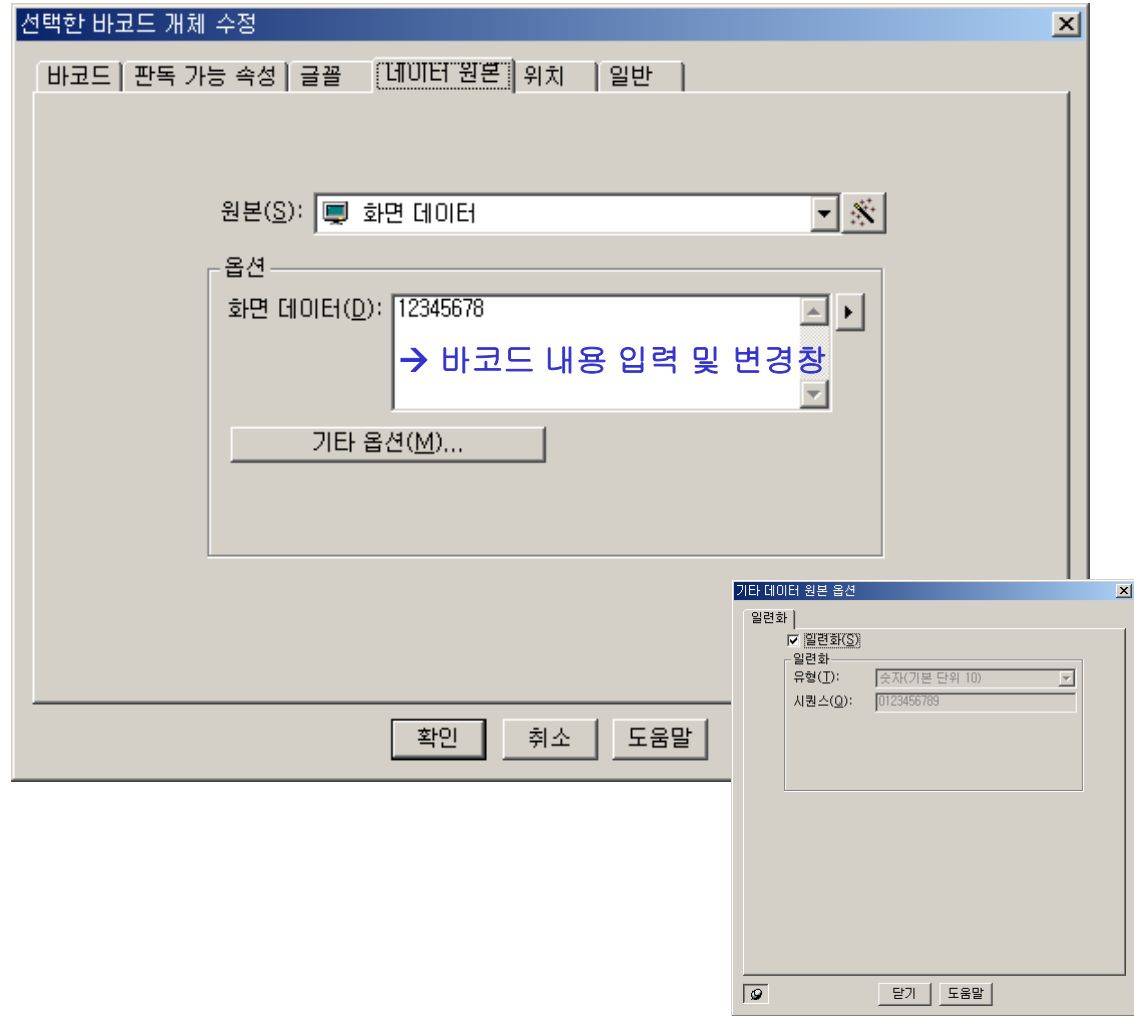 선택한 바코드 개체 수정
바코드 판독 가능 속성 글꼴 데이터 원본 위치 일반
원본(S): 화면 데이터
옵션
화면 데이터(D): 12345678
→ 바코드 내용 입력 및 변경창
기타 옵션(M)...
확인 취소 도움말
기타 데이터 원본 옵션
일련화
일련화(S)
일련화
유형(T): 숫자(기본 단위 10)
시퀀스(Q): 0123456789
닫기 도움말